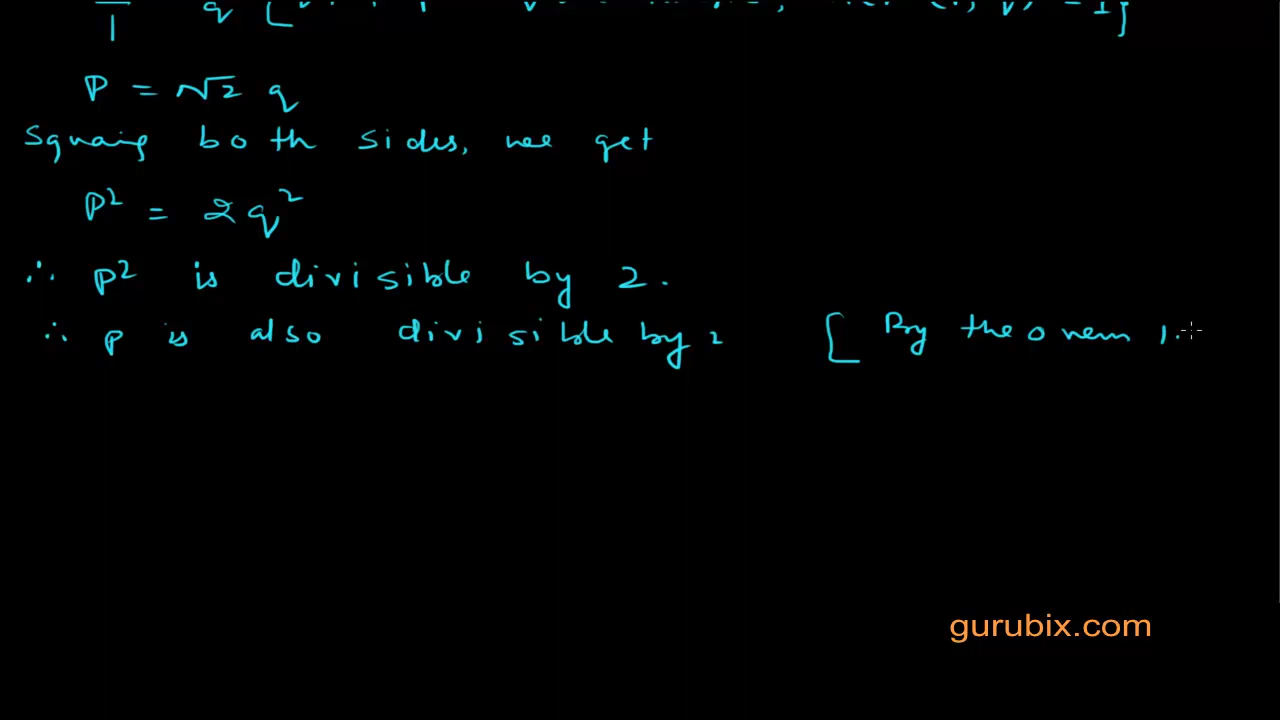 P = √2 q
Squaring both sides, we get
P² = 2q²
∴ p² is divisible by 2.
∴ p is also divisible by 2 [ By theorem 1.
gurubix.com